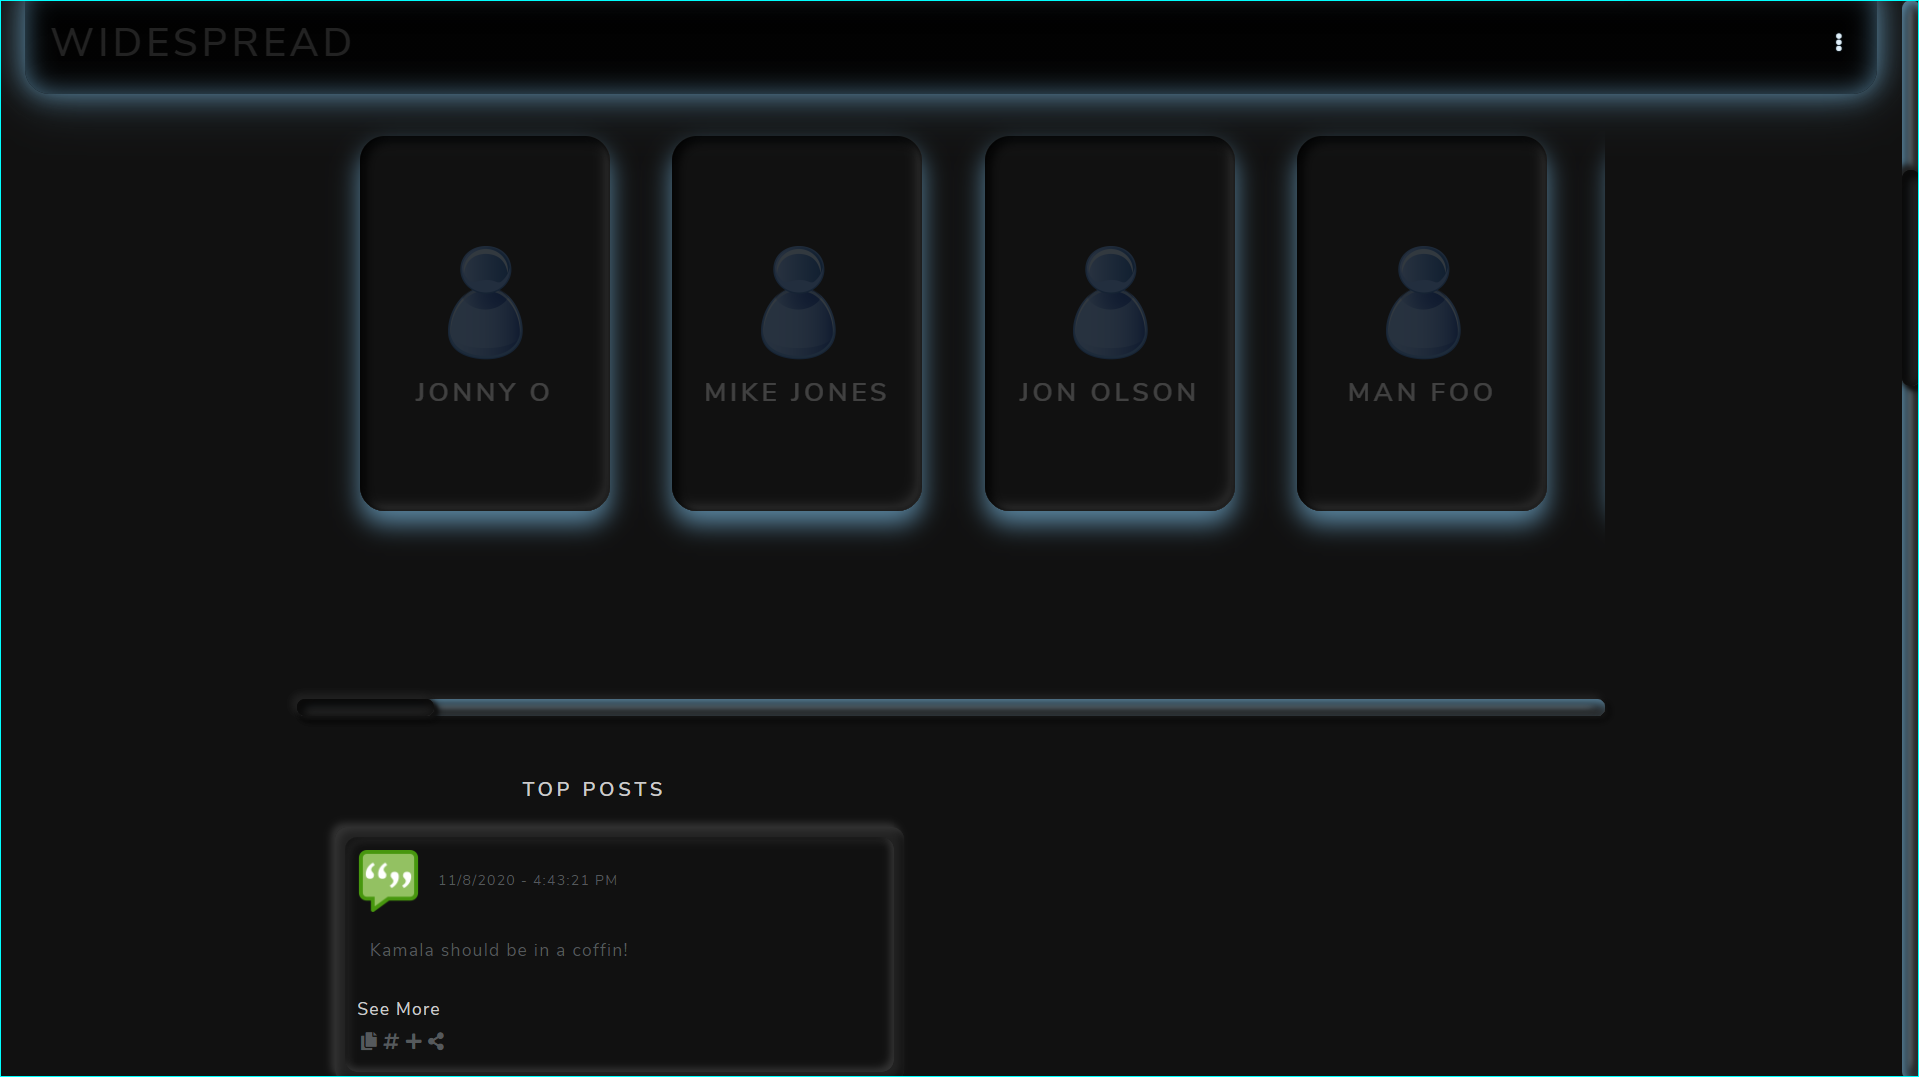 WIDESPREAD
JONNY O
MIKE JONES
JON OLSON
MAN FOO
TOP POSTS
11/8/2020 - 4:43:21 PM
Kamala should be in a coffin!
See More